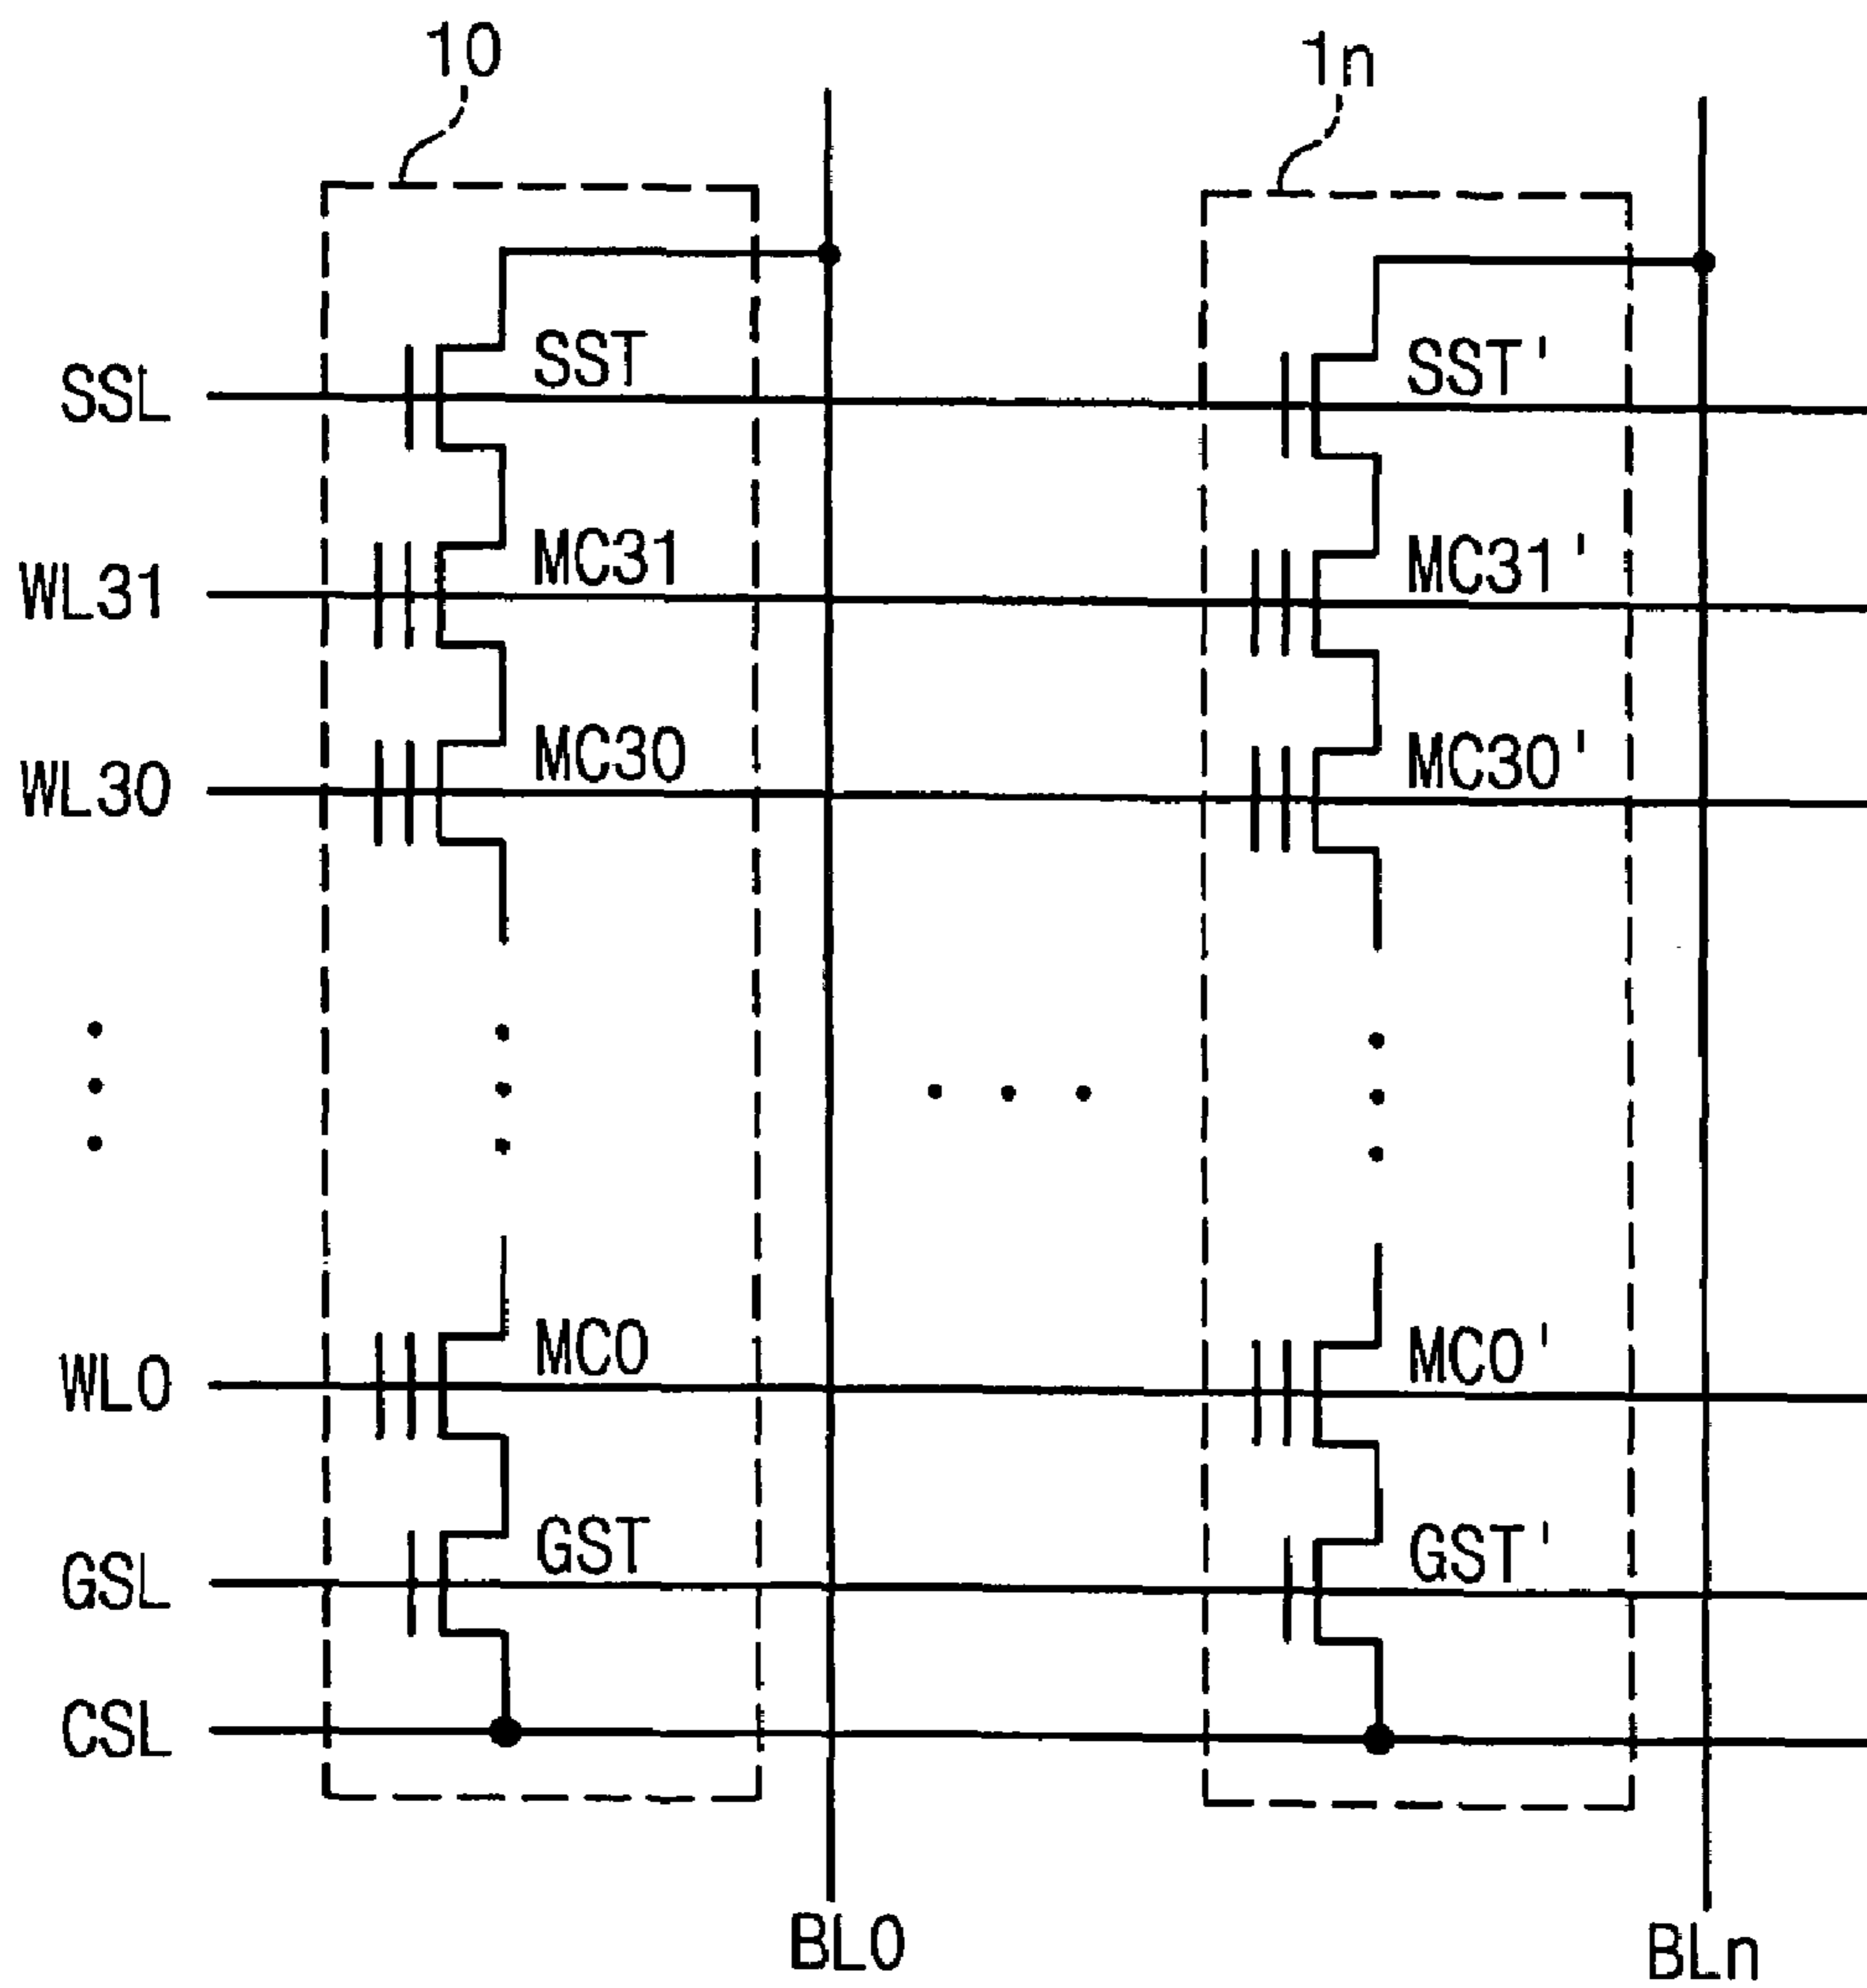 10 1n
SSL SST SST'
WL31 MC31 MC31'
WL30 MC30 MC30'
WL0 MC0 MC0'
GSL GST GST'
CSL
BL0 BLn